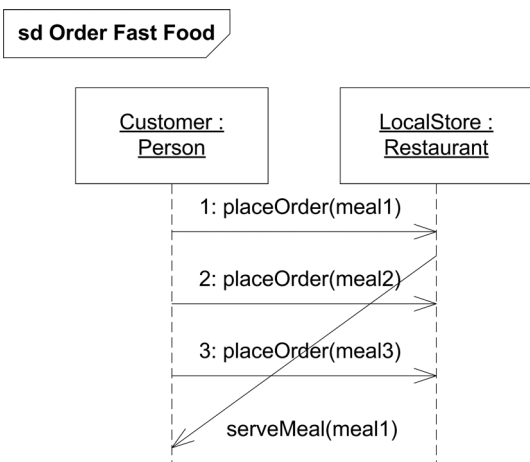 sd Order Fast Food
Customer :
Person
LocalStore :
Restaurant
1: placeOrder(meal1)
2: placeOrder(meal2)
3: placeOrder(meal3)
serveMeal(meal1)